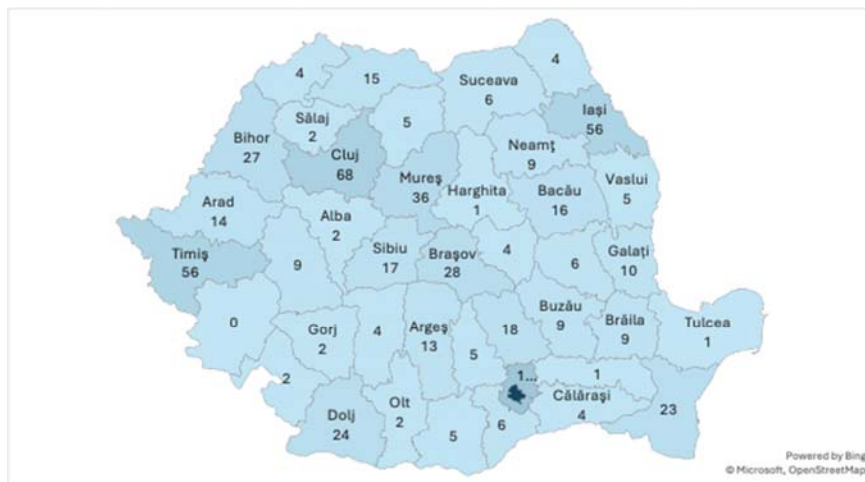 4
15
Suceava
6
4
Sălaj
2
5
Iași
56
Bihor
27
Cluj
68
Neamț
9
Mureș
36
Harghita
1
Bacău
16
Vaslui
5
Arad
14
Alba
2
Timiș
56
9
Sibiu
17
Brașov
28
4
6
Galați
10
0
Gorj
2
4
Argeș
13
5
18
Buzău
9
Brăila
9
Tulcea
1
2
1...
1
Dolj
24
Olt
2
5
6
Călărași
4
23
Powered by Bing
© Microsoft, OpenStreetMap